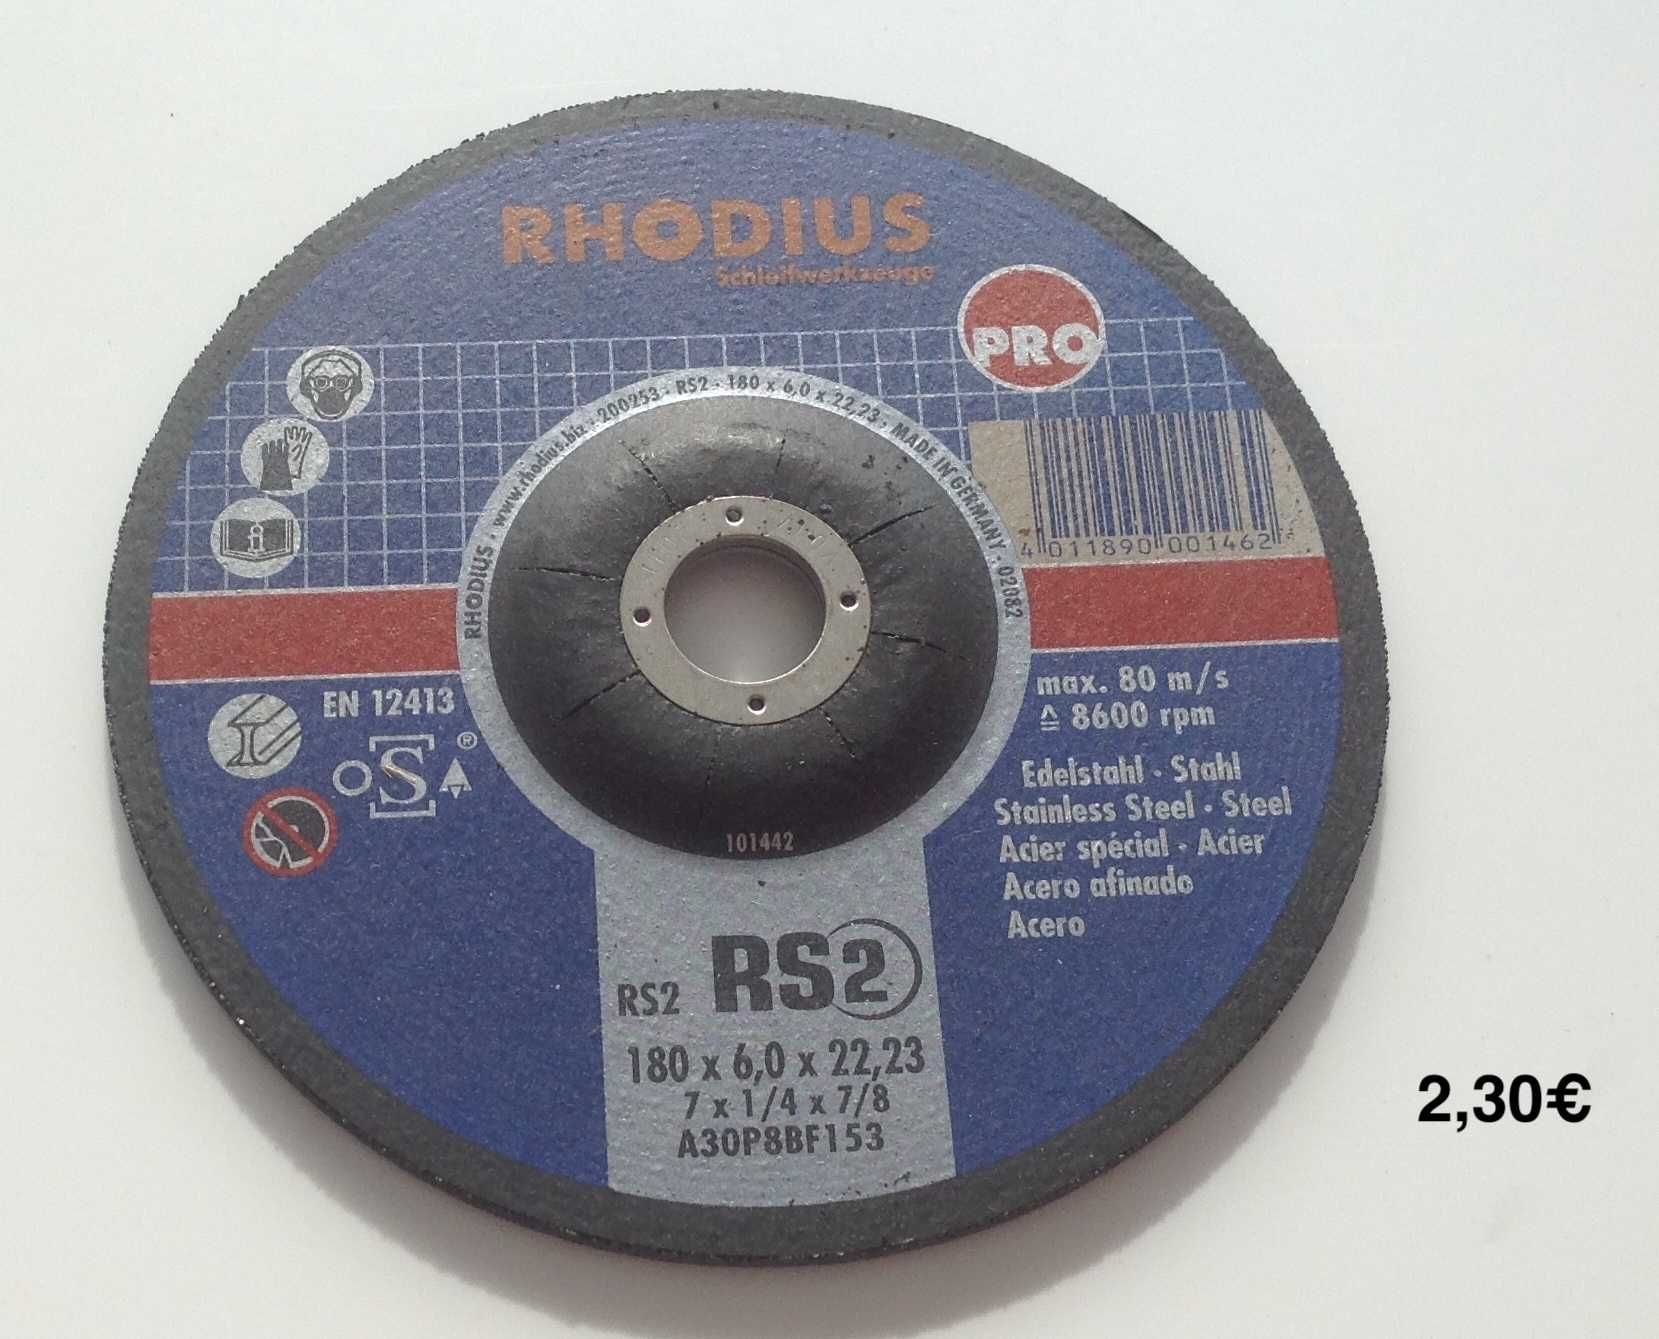 RHODIUS
Schleifwerkzeuge
PRO
RHODIUS · www.rhodius.biz · 200253 · RS2 · 180 x 6,0 x 22,23 · MADE IN GERMANY · 02082
4 011890 001462
EN 12413
S ®
max. 80 m/s
≙ 8600 rpm
Edelstahl · Stahl
Stainless Steel · Steel
Acier spécial · Acier
Acero afinado
Acero
101442
RS2 RS2
180 x 6,0 x 22,23
7 x 1/4 x 7/8
A30P8BF153
2,30€